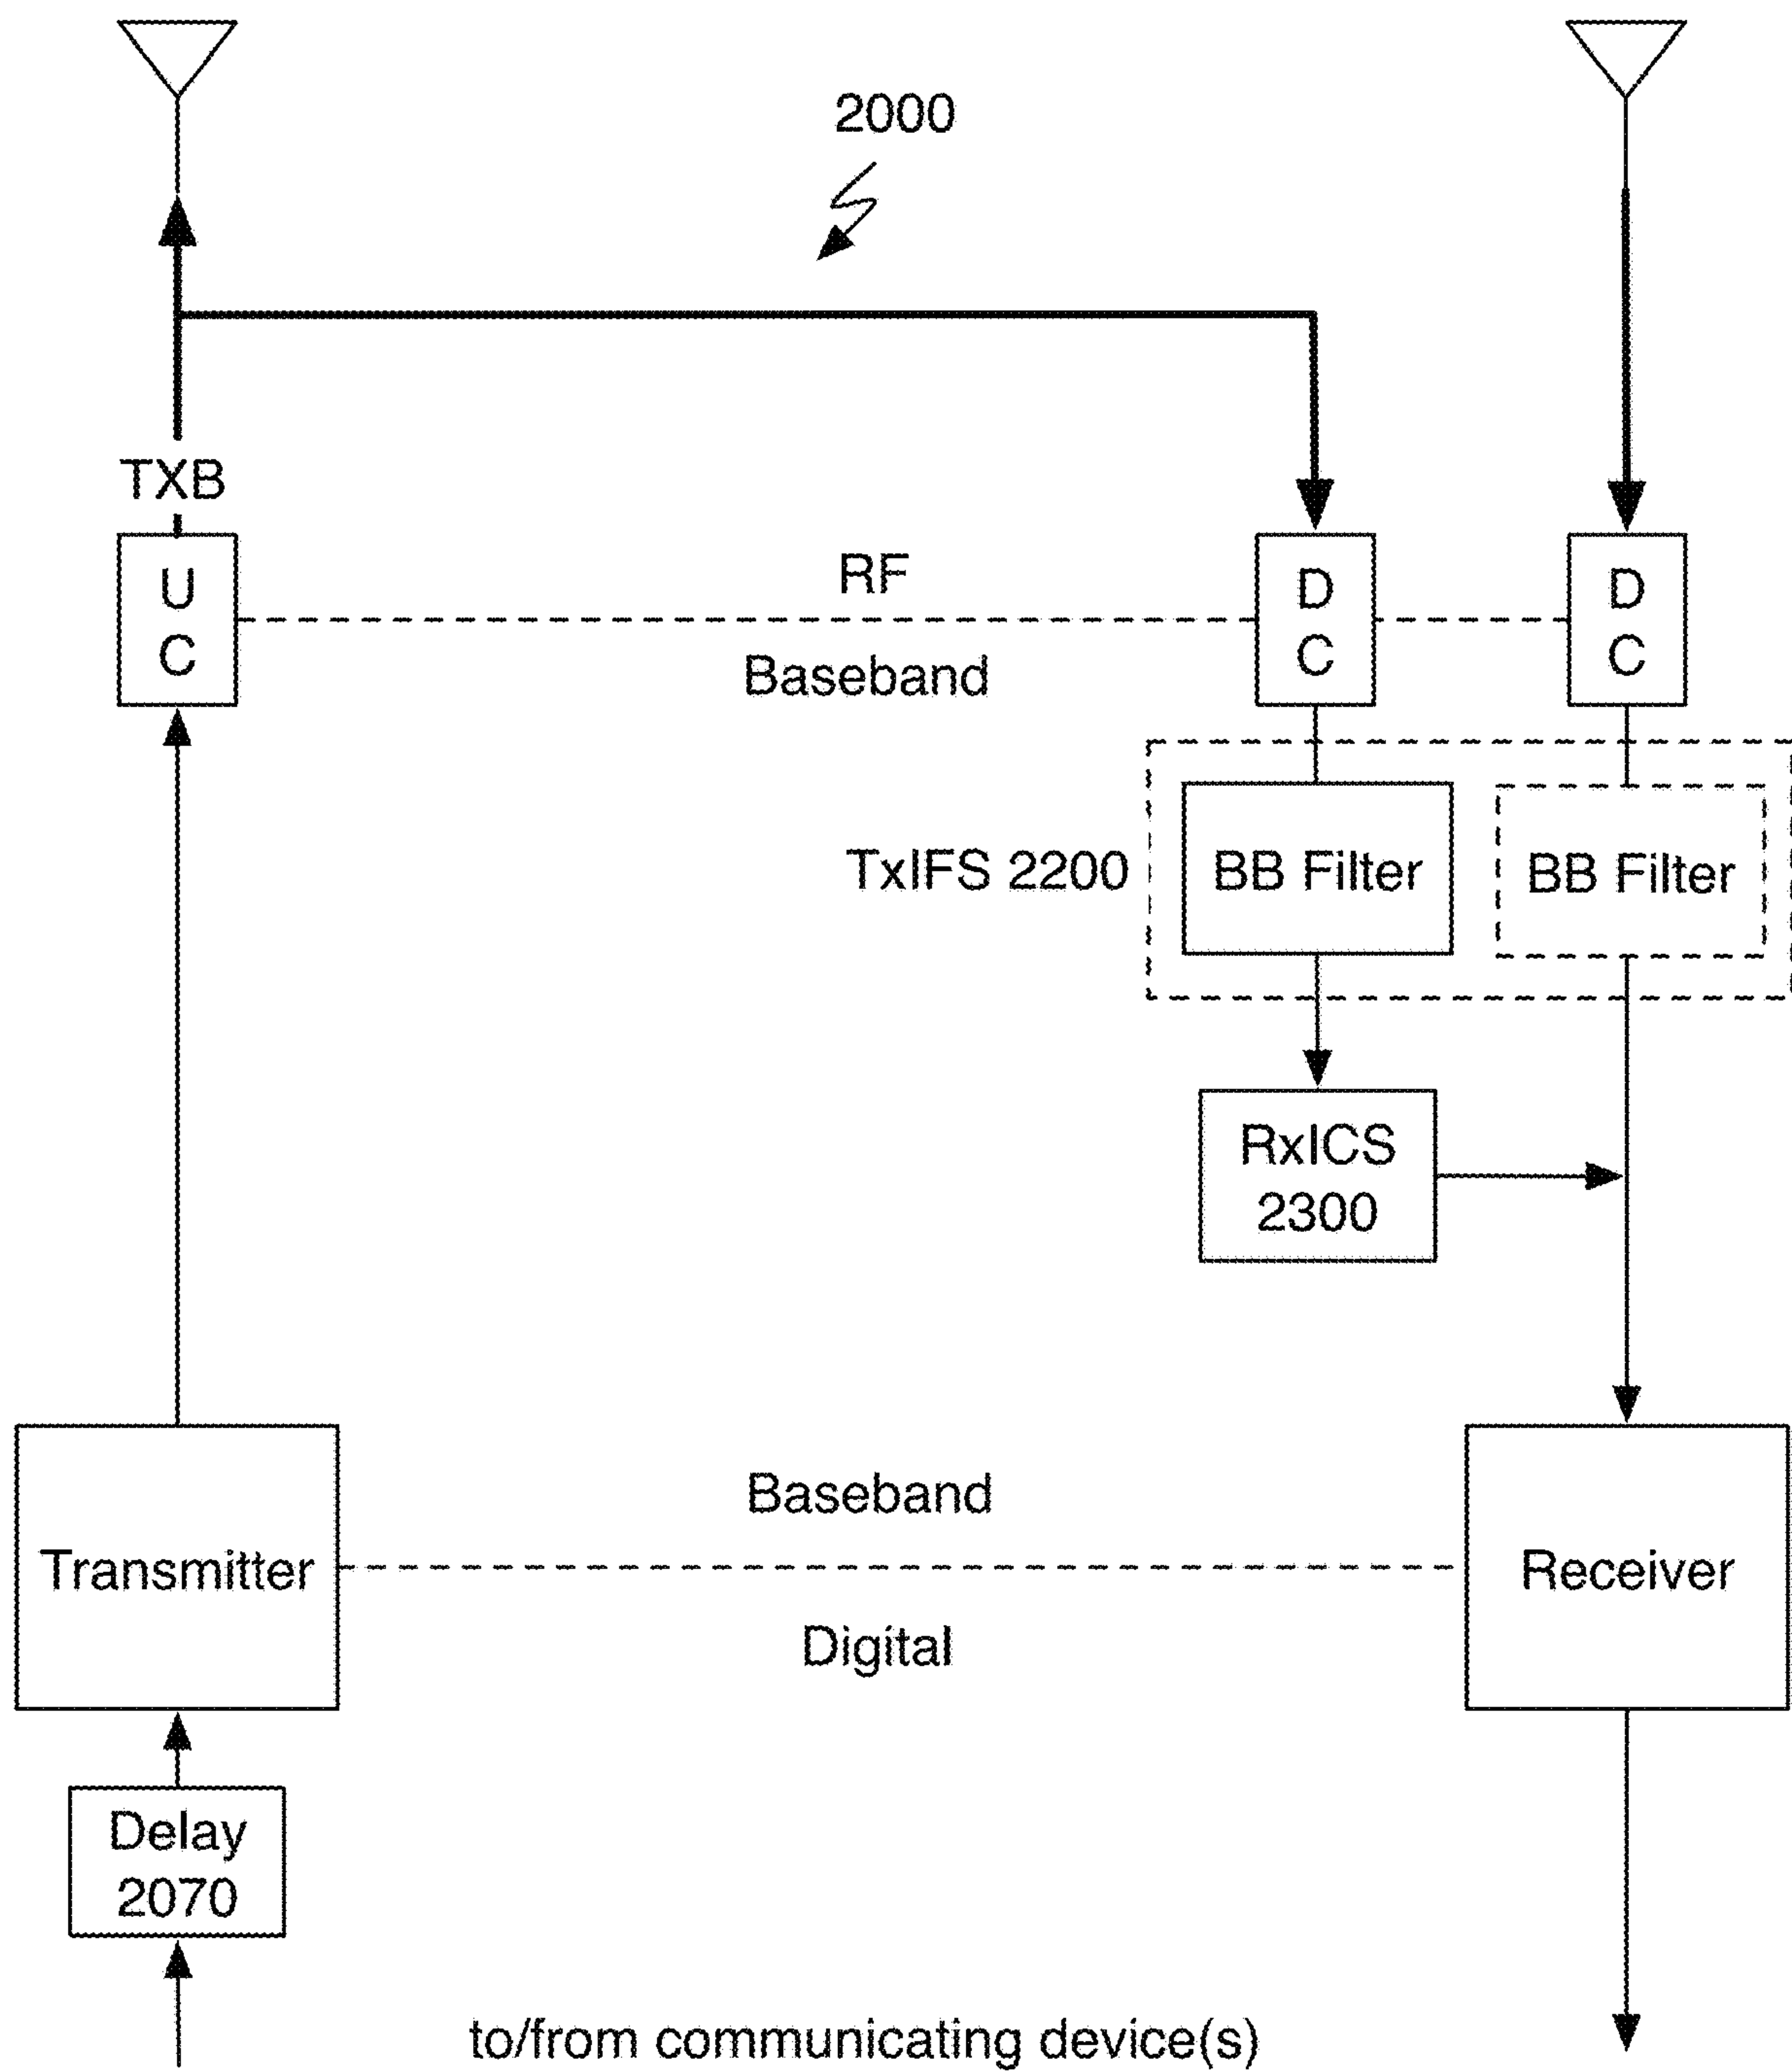 2000
TXB
U
C
RF
Baseband
D
C
D
C
TxIFS 2200
BB Filter
BB Filter
RxICS
2300
Transmitter
Baseband
Digital
Receiver
Delay
2070
to/from communicating device(s)